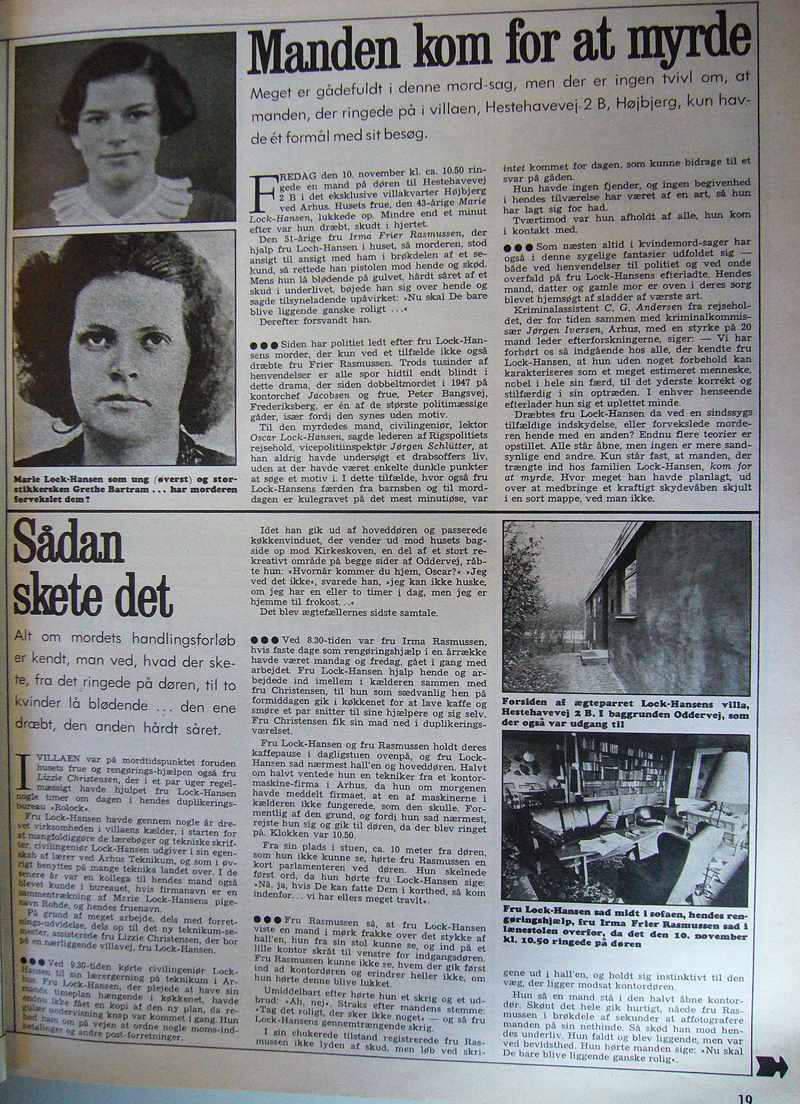 Manden kom for at myrde
Meget er gådefuldt i denne mord-sag, men der er ingen tvivl om, at
manden, der ringede på i villaen, Hestehavevej 2 B, Højbjerg, kun hav-
de ét formål med sit besøg.
FREDAG den 10. november kl. ca. 10.50 rin-
gede en mand på døren til Hestehavevej
2 B i det eksklusive villakvarter Højbjerg
ved Århus. Husets frue, den 43-årige Marie
Lock-Hansen, lukkede op. Mindre end et minut
efter var hun dræbt, skudt i hjertet.
Den 51-årige fru Irma Frier Rasmussen, der
hjalp fru Loch-Hansen i huset, så morderen, stod
ansigt til ansigt med ham i brøkdelen af et se-
kund, så rettede han pistolen mod hende og skød.
Mens hun lå blødende på gulvet, hårdt såret af et
skud i underlivet, bøjede han sig over hende og
sagde tilsyneladende upåvirket: »Nu skal De bare
blive liggende ganske roligt ...«
Derefter forsvandt han.
●●● Siden har politiet ledt efter fru Lock-Han-
sens morder, der kun ved et tilfælde ikke også
dræbte fru Frier Rasmussen. Trods tusinder af
henvendelser er alle spor hidtil endt blindt i
dette drama, der siden dobbeltmordet i 1947 på
kontorchef Jacobsen og frue, Peter Bangsvej,
Frederiksberg, er én af de største politimæssige
gåder, især fordi den synes uden motiv.
Til den myrdedes mand, civilingeniør, lektor
Oscar Lock-Hansen, sagde lederen af Rigspolitiets
rejsehold, vicepolitiinspektør Jørgen Schlütter, at
han aldrig havde undersøgt et drabsoffers liv,
uden at der havde været enkelte dunkle punkter
at søge et motiv i. I dette tilfælde, hvor også fru
Lock-Hansens færden fra barnsben og til mord-
dagen er kulegravet på det mest minutiøse, var
intet kommet for dagen, som kunne bidrage til et
svar på gåden.
Hun havde ingen fjender, og ingen begivenhed
i hendes tilværelse har været af en art, så hun
har lagt sig for had.
Tværtimod var hun afholdt af alle, hun kom
i kontakt med.
●●● Som næsten altid i kvindemord-sager har
også i denne sygelige fantasier udfoldet sig —
både ved henvendelser til politiet og ved onde
overfald på fru Lock-Hansens efterladte. Hendes
mand, datter og gamle mor er oven i deres sorg
blevet hjemsøgt af sladder af værste art.
Kriminalassistent C. G. Andersen fra rejsehol-
det, der for tiden sammen med kriminalkommis-
sær Jørgen Iversen, Århus, med en styrke på 20
mand leder efterforskningerne, siger: — Vi har
forhørt os så indgående hos alle, der kendte fru
Lock-Hansen, at hun uden noget forbehold kan
karakteriseres som et meget estimeret menneske,
nobel i hele sin færd, til det yderste korrekt og
stilfærdig i sin optræden. I enhver henseende
efterlader hun sig et uplettet minde.
Dræbtes fru Lock-Hansen da ved en sindssygs
tilfældige indskydelse, eller forvekslede morde-
ren hende med en anden? Endnu flere teorier er
opstillet. Alle står åbne, men ingen er mere sand-
synlige end andre. Kun står fast, at manden, der
trængte ind hos familien Lock-Hansen, kom for
at myrde. Hvor meget han havde planlagt, ud
over at medbringe et kraftigt skydevåben skjult
i en sort mappe, ved man ikke.
Marie Lock-Hansen som ung (øverst) og stor-
stikkersken Grethe Bartram ... har morderen
forvekslet dem?
Sådan
skete det
Alt om mordets handlingsforløb
er kendt, man ved, hvad der ske-
te, fra det ringede på døren, til to
kvinder lå blødende ... den ene
dræbt, den anden hårdt såret.
I VILLAEN var på mordtidspunktet foruden
husets frue og rengørings-hjælpen også fru
Lizzie Christensen, der i et par uger regel-
mæssigt havde hjulpet fru Lock-Hansen
nogle timer om dagen i hendes duplikerings-
bureau »Rolock«.
Fru Lock-Hansen havde gennem nogle år dre-
vet virksomheden i villaens kælder, i starten for
at mangfoldiggøre de lærebøger og tekniske skrif-
ter, civilingeniør Lock-Hansen udgiver i sin egen-
skab af lærer ved Århus Teknikum, og som i øv-
rigt benyttes på mange teknika landet over. I de
senere år var en kollega til hendes mand også
blevet kunde i bureauet, hvis firmanavn er en
sammentrækning af Marie Lock-Hansens pige-
navn Rohde, og hendes fruenavn.
På grund af meget arbejde, dels med forret-
nings-udvidelse, dels op til det ny teknikum-se-
mester, assisterede fru Lizzie Christensen, der bor
på en nærliggende villavej, fru Lock-Hansen.
●●● Ved 9.30-tiden kørte civilingeniør Lock-
Hansen til sin lærergerning på teknikum i År-
hus. Fru Lock-Hansen, der plejede at have sin
mands timeplan hængende i køkkenet, havde
endnu ikke fået en kopi af den ny plan, da re-
gulær undervisning knap var kommet i gang. Hun
bad ham om på vejen at ordne nogle moms-ind-
betalinger og andre post-forretninger.
Idet han gik ud af hoveddøren og passerede
køkkenvinduet, der vender ud mod husets bag-
side op mod Kirkeskoven, en del af et stort re-
kreativt område på begge sider af Oddervej, råb-
te hun: »Hvornår kommer du hjem, Oscar?« »Jeg
ved det ikke«, svarede han, »jeg kan ikke huske,
om jeg har en eller to timer i dag, men jeg er
hjemme til frokost ...«
Det blev ægtefællernes sidste samtale.
●●● Ved 8.30-tiden var fru Irma Rasmussen,
hvis faste dage som rengøringshjælp i en årrække
havde været mandag og fredag, gået i gang med
arbejdet. Fru Lock-Hansen hjalp hende og ar-
bejdede ind imellem i kælderen sammen med
fru Christensen, til hun som sædvanlig hen på
formiddagen gik i køkkenet for at lave kaffe og
smøre et par snitter til sine hjælpere og sig selv.
Fru Christensen fik sin mad ned i duplikerings-
værelset.
Fru Lock-Hansen og fru Rasmussen holdt deres
kaffepause i dagligstuen ovenpå, og fru Lock-
Hansen sad nærmest hall'en og hoveddøren. Halvt
om halvt ventede hun en tekniker fra et kontor-
maskine-firma i Århus, da hun om morgenen
havde meddelt firmaet, at en af maskinerne i
kælderen ikke fungerede, som den skulle. For-
mentlig af den grund, og fordi hun sad nærmest,
rejste hun sig og gik til døren, da der blev ringet
på. Klokken var 10.50.
Fra sin plads i stuen, ca. 10 meter fra døren,
som hun ikke kunne se, hørte fru Rasmussen en
kort parlamenteren ved døren. Hun skelnede
først ord, da hun hørte fru Lock-Hansen sige:
»Nå, ja, hvis De kan fatte Dem i korthed, så kom
indenfor... vi har ellers meget travlt«.
●●● Fru Rasmussen så, at fru Lock-Hansen
viste en mand i mørk frakke over det stykke af
hall'en, hun fra sin stol kunne se, og ind på et
lille kontor skråt til venstre for indgangsdøren.
Fru Rasmussen kunne ikke se, hvem der gik først
ind ad kontordøren og erindrer heller ikke, om
hun hørte denne blive lukket.
Umiddelbart efter hørte hun et skrig og et ud-
brud: »Åh, nej«. Straks efter mandens stemme:
»Tag det roligt, der sker ikke noget« — og så fru
Lock-Hansens gennemtrængende skrig.
I sin chokerede tilstand registrerede fru Ras-
mussen ikke lyden af skud, men løb ved skri-
Forsiden af ægteparret Lock-Hansens villa,
Hestehavevej 2 B. I baggrunden Oddervej, som
der også var udgang til
Fru Lock-Hansen sad midt i sofaen, hendes ren-
gøringshjælp, fru Irma Frier Rasmussen sad i
lænestolen overfor, da det den 10. november
kl. 10.50 ringede på døren
gene ud i hall'en, og holdt sig instinktivt til den
væg, der ligger modsat kontordøren.
Hun så en mand stå i den halvt åbne kontor-
dør. Skønt det hele gik hurtigt, nåede fru Ras-
mussen i brøkdele af sekunder at affotografere
manden på sin nethinde. Så skød han mod hen-
des underliv. Hun faldt og blev liggende, men var
ved bevidsthed. Hun hørte manden sige: »Nu skal
De bare blive liggende ganske rolig«.
19